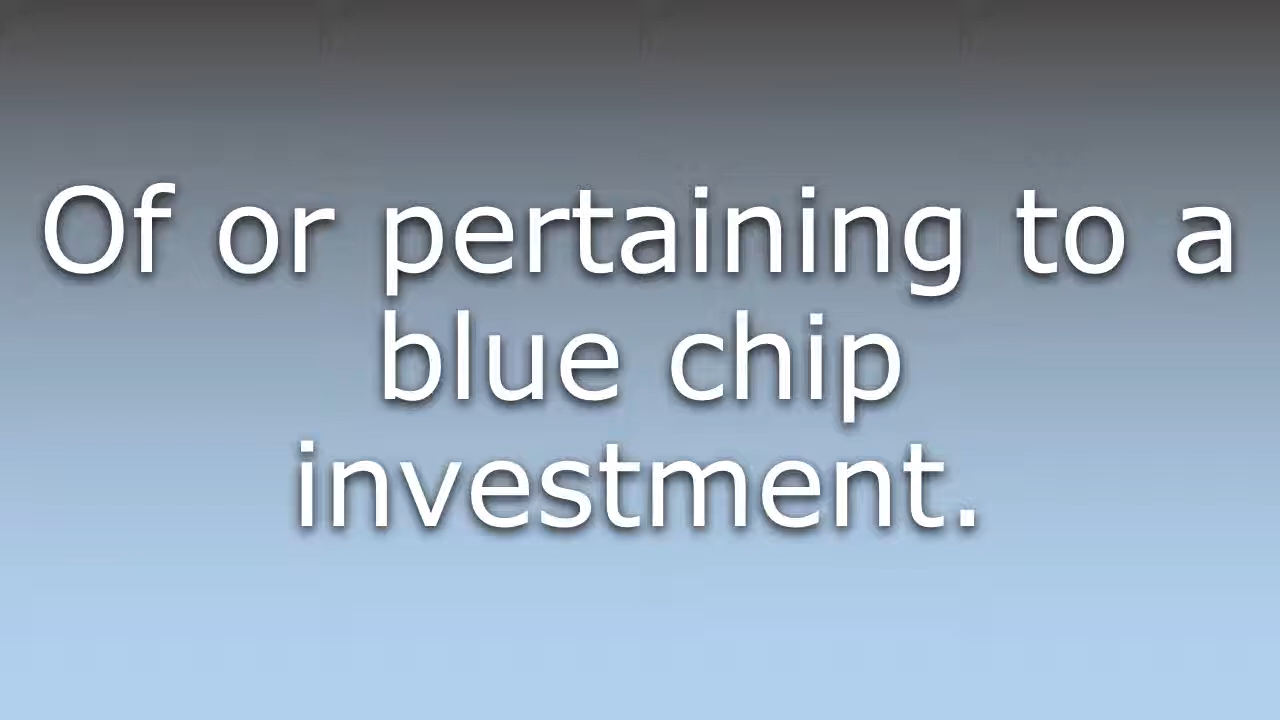 Of or pertaining to a
blue chip
investment.